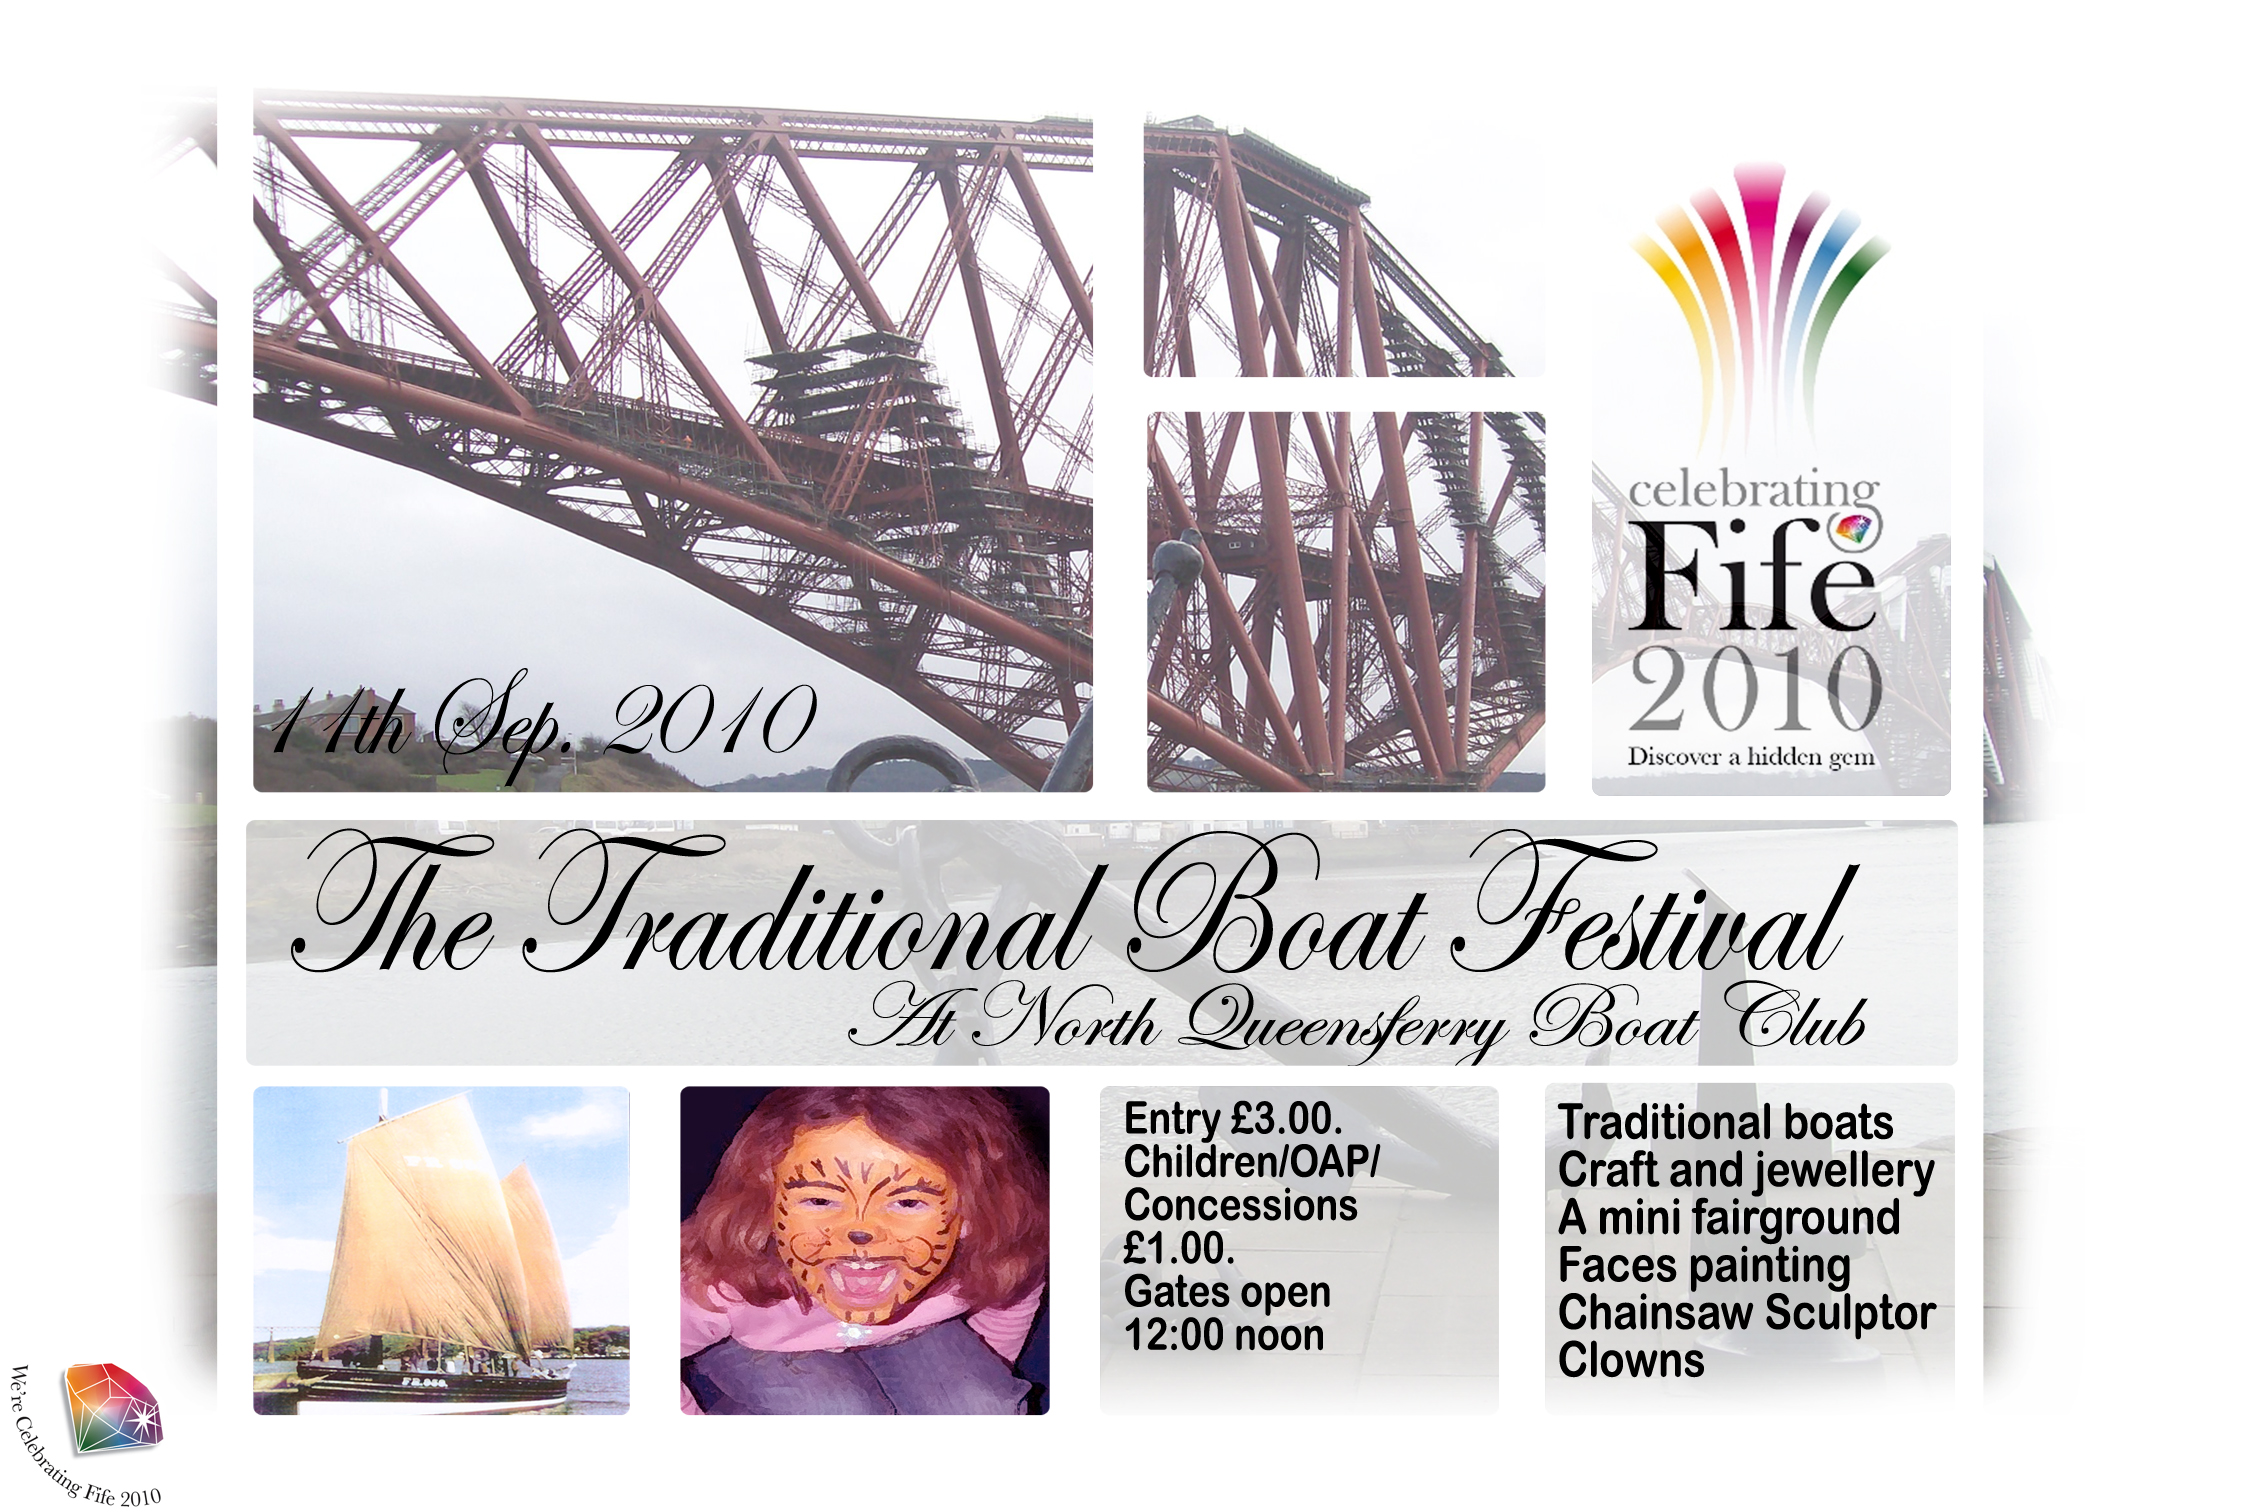 celebrating
Fife
2010
Discover a hidden gem
11th Sep. 2010
The Traditional Boat Festival
At North Queensferry Boat Club
Entry £3.00.
Children/OAP/
Concessions
£1.00.
Gates open
12:00 noon
Traditional boats
Craft and jewellery
A mini fairground
Faces painting
Chainsaw Sculptor
Clowns
We're Celebrating Fife 2010